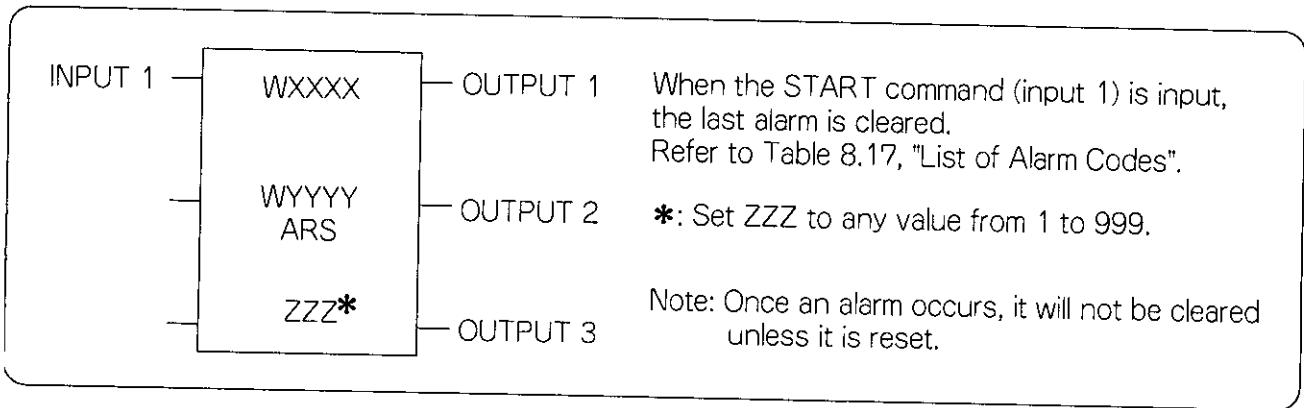 INPUT 1
WXXXX
OUTPUT 1
WYYYY
ARS
OUTPUT 2
ZZZ*
OUTPUT 3
When the START command (input 1) is input,
the last alarm is cleared.
Refer to Table 8.17, "List of Alarm Codes".
*: Set ZZZ to any value from 1 to 999.
Note: Once an alarm occurs, it will not be cleared
unless it is reset.